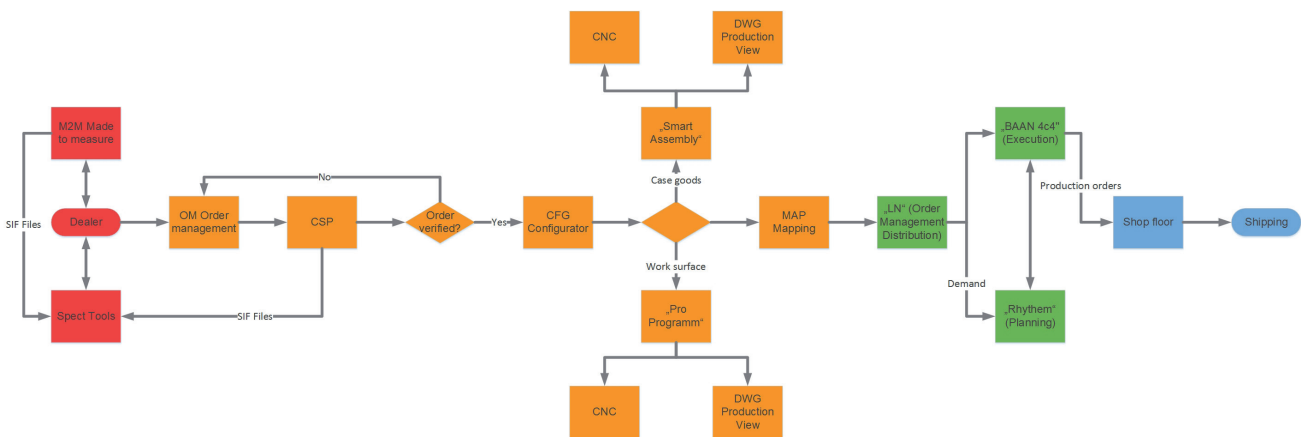 CNC
DWG
Production
View
M2M Made
to measure
„Smart
Assembly“
„BAAN 4c4"
(Execution)
No
Case goods
Production orders
SIF Files
Dealer
OM Order
management
CSP
Order
verified?
Yes
CFG
Configurator
MAP
Mapping
„LN“ (Order
Management
Distribution)
Shop floor
Shipping
Work surface
Demand
Spect Tools
SIF Files
„Pro
Programm“
„Rhythem“
(Planning)
CNC
DWG
Production
View